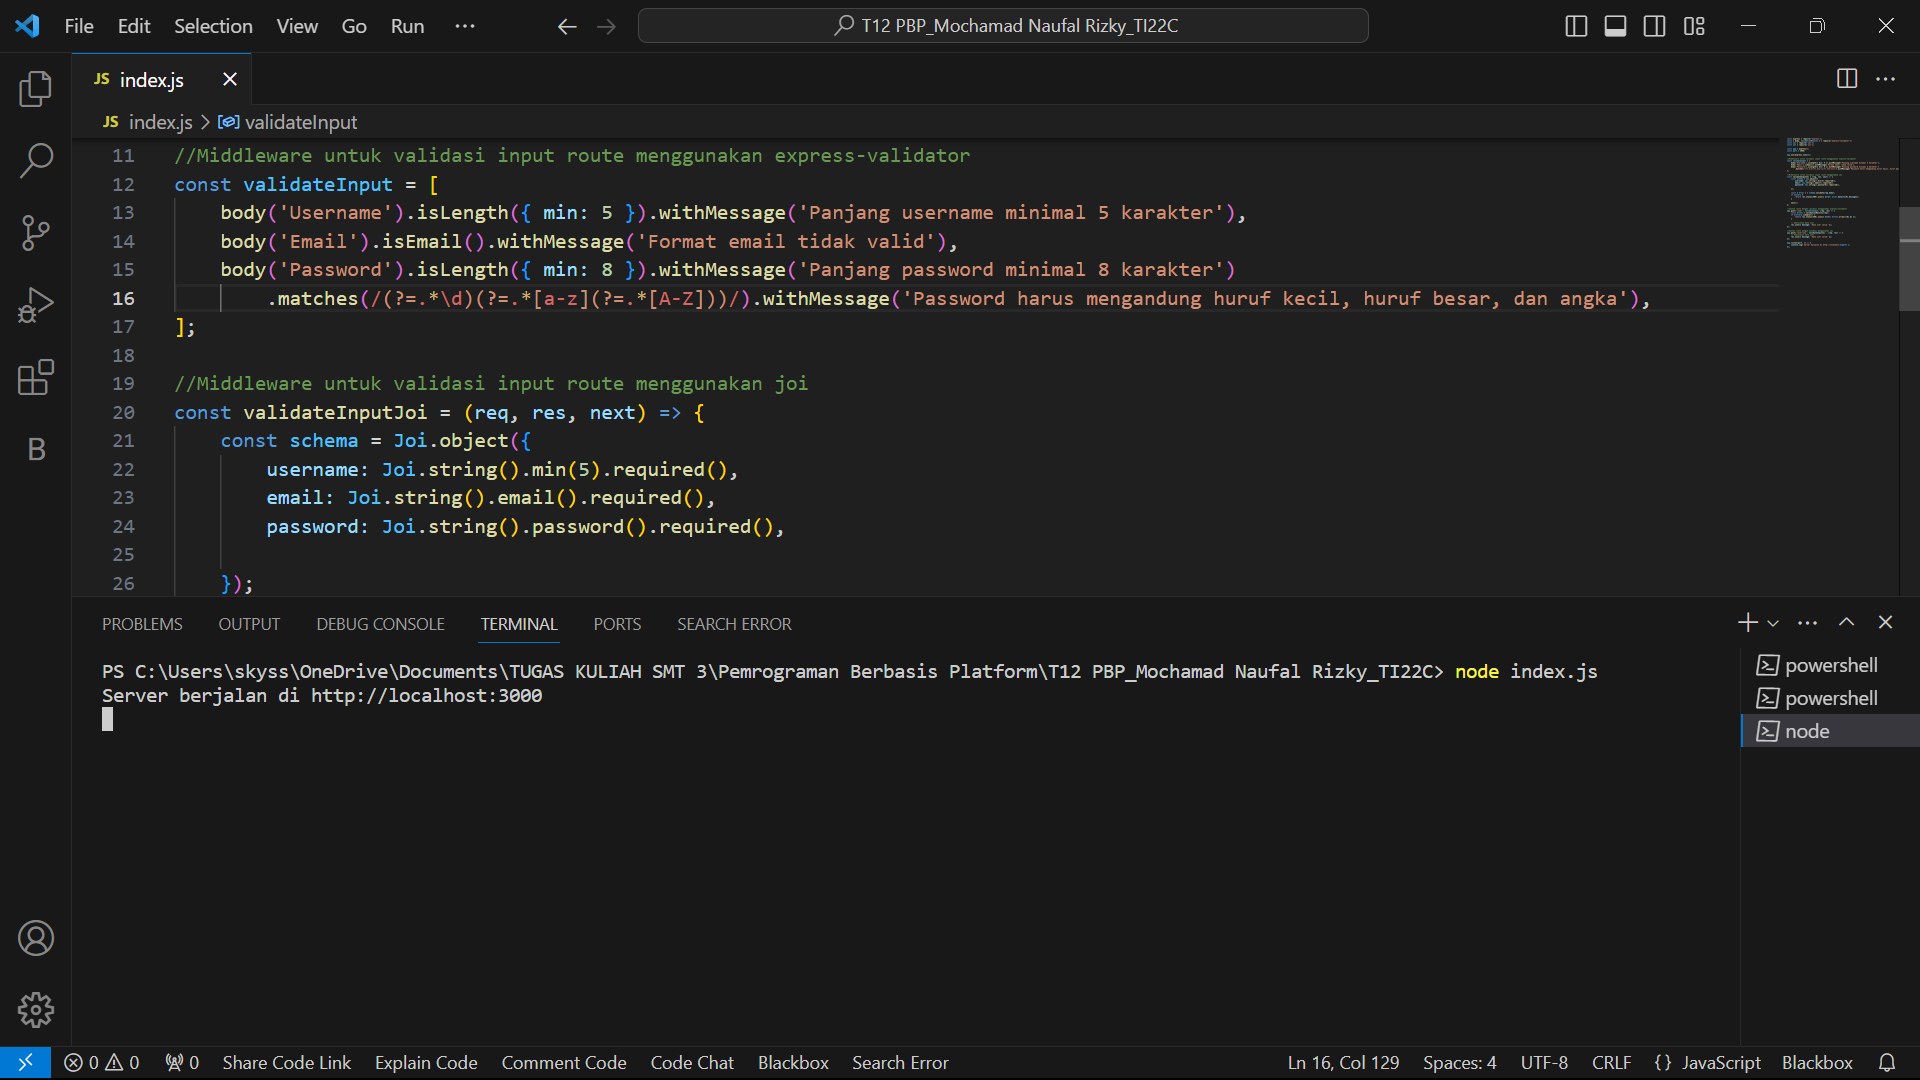 File Edit Selection View Go Run ···
T12 PBP_Mochamad Naufal Rizky_TI22C
JS index.js
JS index.js > validateInput
11 //Middleware untuk validasi input route menggunakan express-validator
12 const validateInput = [
13 body('Username').isLength({ min: 5 }).withMessage('Panjang username minimal 5 karakter'),
14 body('Email').isEmail().withMessage('Format email tidak valid'),
15 body('Password').isLength({ min: 8 }).withMessage('Panjang password minimal 8 karakter')
16 .matches(/(?=.*\d)(?=.*[a-z](?=.*[A-Z]))/).withMessage('Password harus mengandung huruf kecil, huruf besar, dan angka'),
17 ];
18
19 //Middleware untuk validasi input route menggunakan joi
20 const validateInputJoi = (req, res, next) => {
21 const schema = Joi.object({
22 username: Joi.string().min(5).required(),
23 email: Joi.string().email().required(),
24 password: Joi.string().password().required(),
25
26 });
PROBLEMS OUTPUT DEBUG CONSOLE TERMINAL PORTS SEARCH ERROR
PS C:\Users\skyss\OneDrive\Documents\TUGAS KULIAH SMT 3\Pemrograman Berbasis Platform\T12 PBP_Mochamad Naufal Rizky_TI22C> node index.js
Server berjalan di http://localhost:3000
powershell
powershell
node
B
0 0 0 Share Code Link Explain Code Comment Code Code Chat Blackbox Search Error Ln 16, Col 129 Spaces: 4 UTF-8 CRLF {} JavaScript Blackbox